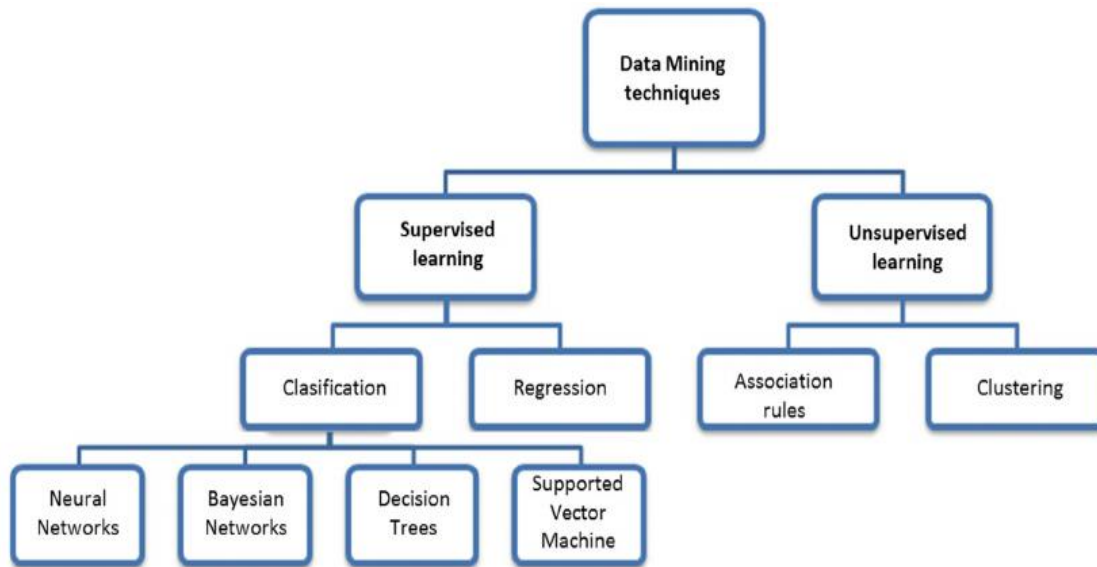 Data Mining
techniques
Supervised
learning
Unsupervised
learning
Clasification
Regression
Association
rules
Clustering
Neural
Networks
Bayesian
Networks
Decision
Trees
Supported
Vector
Machine